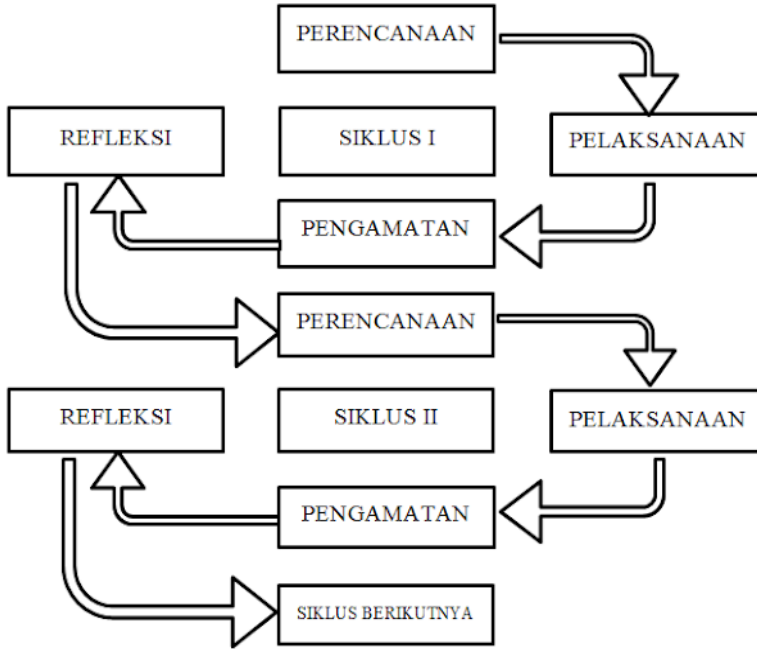 PERENCANAAN
REFLEKSI
SIKLUS I
PELAKSANAAN
PENGAMATAN
PERENCANAAN
REFLEKSI
SIKLUS II
PELAKSANAAN
PENGAMATAN
SIKLUS BERIKUTNYA